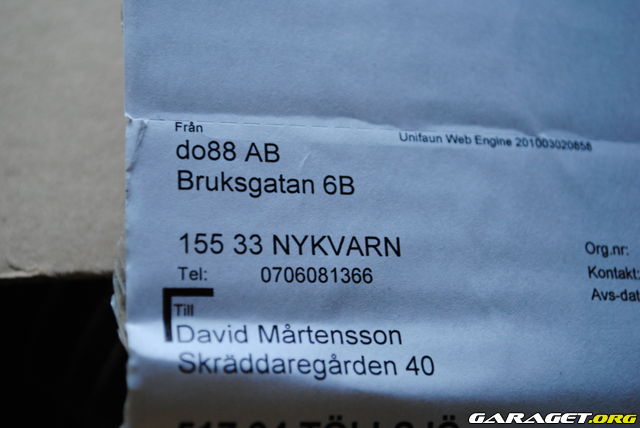 Från
Unifaun Web Engine 201003020858
do88 AB
Bruksgatan 6B
155 33 NYKVARN
Org.nr:
Tel: 0706081366
Kontakt:
Avs-dat
Till
David Mårtensson
Skräddaregården 40
GARAGET.ORG